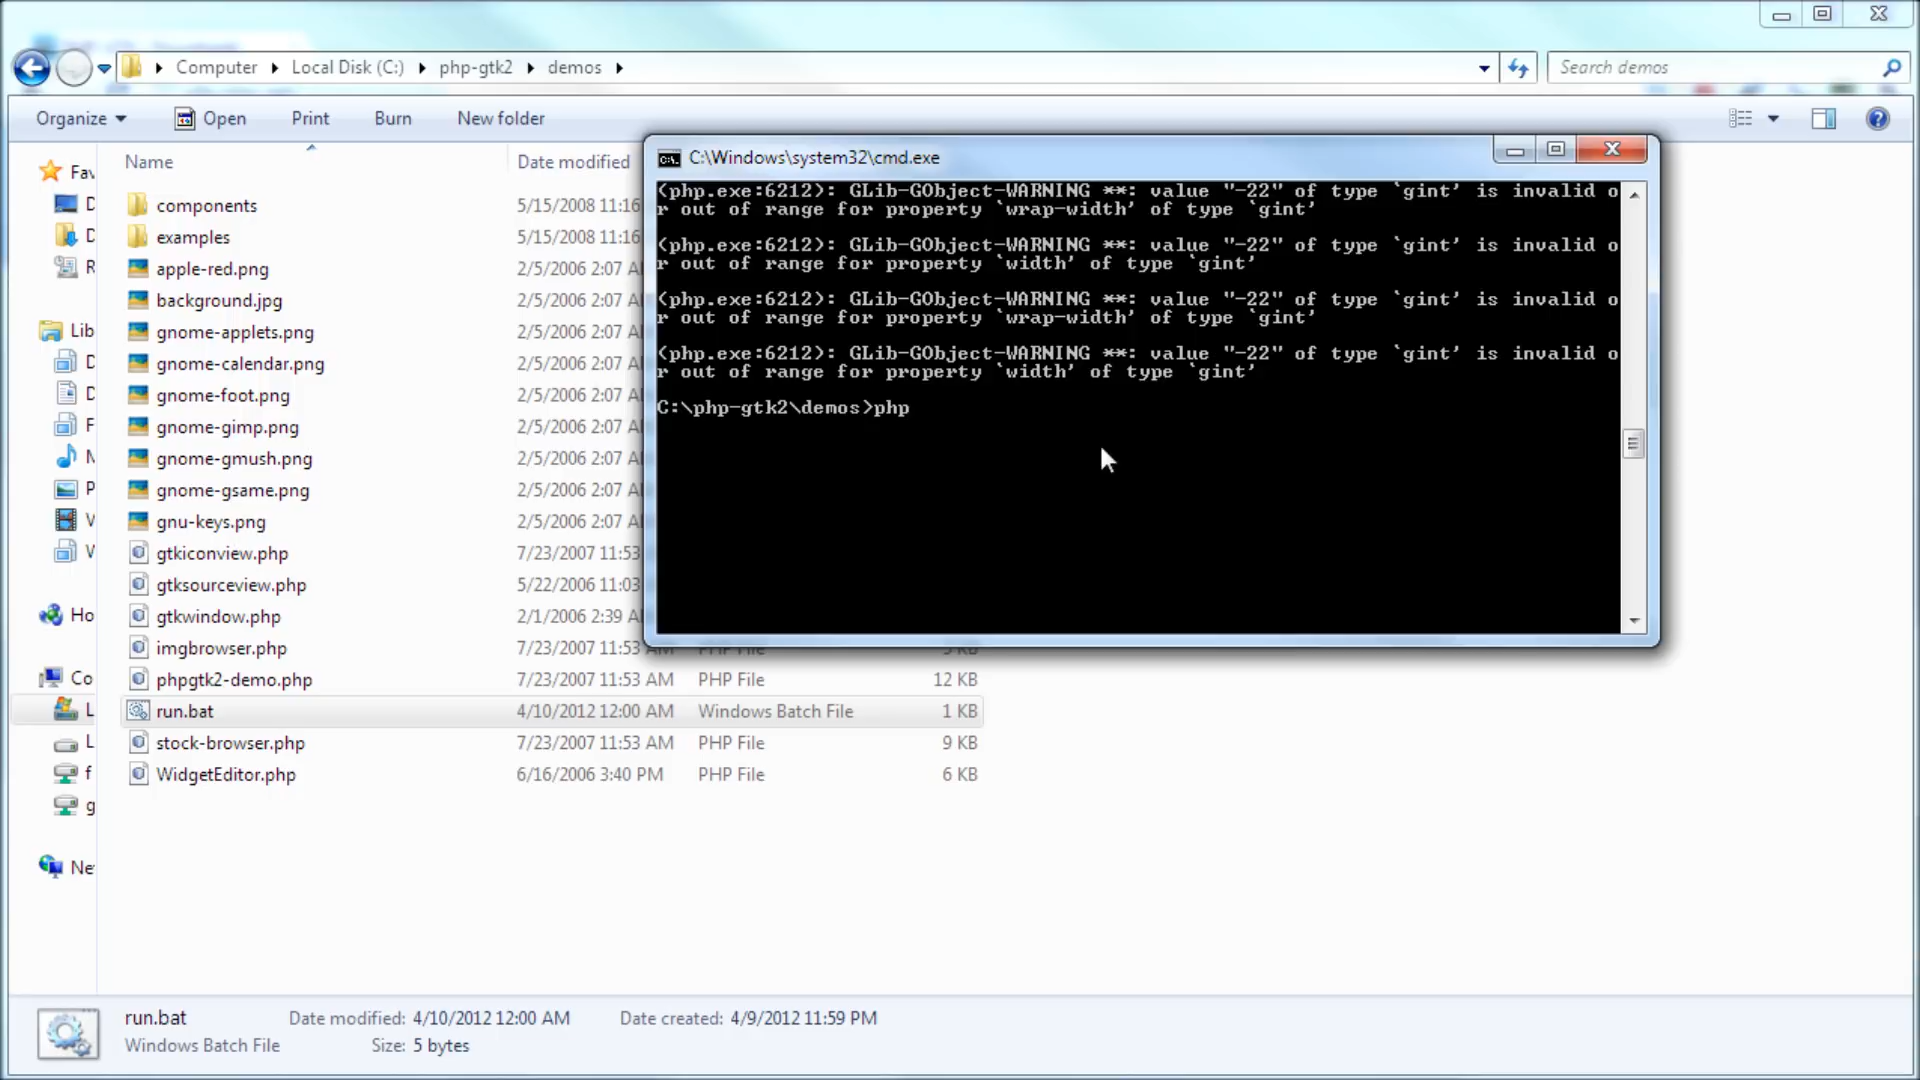 Computer Local Disk (C:) php-gtk2 demos
Search demos
Organize Open Print Burn New folder
Name Date modified
C:\Windows\system32\cmd.exe
(php.exe:6212): GLib-GObject-WARNING **: value "-22" of type `gint' is invalid o
r out of range for property `wrap-width' of type `gint'
(php.exe:6212): GLib-GObject-WARNING **: value "-22" of type `gint' is invalid o
r out of range for property `width' of type `gint'
(php.exe:6212): GLib-GObject-WARNING **: value "-22" of type `gint' is invalid o
r out of range for property `wrap-width' of type `gint'
(php.exe:6212): GLib-GObject-WARNING **: value "-22" of type `gint' is invalid o
r out of range for property `width' of type `gint'
C:\php-gtk2\demos>php
Fav
D
D
R
Lib
D
D
F
M
P
V
V
Ho
Co
L
L
f
g
Ne
components 5/15/2008 11:16
examples 5/15/2008 11:16
apple-red.png 2/5/2006 2:07 A
background.jpg 2/5/2006 2:07 A
gnome-applets.png 2/5/2006 2:07 A
gnome-calendar.png 2/5/2006 2:07 A
gnome-foot.png 2/5/2006 2:07 A
gnome-gimp.png 2/5/2006 2:07 A
gnome-gmush.png 2/5/2006 2:07 A
gnome-gsame.png 2/5/2006 2:07 A
gnu-keys.png 2/5/2006 2:07 A
gtkiconview.php 7/23/2007 11:53
gtksourceview.php 5/22/2006 11:03
gtkwindow.php 2/1/2006 2:39 A
imgbrowser.php 7/23/2007 11:53 AM PHP File 5 KB
phpgtk2-demo.php 7/23/2007 11:53 AM PHP File 12 KB
run.bat 4/10/2012 12:00 AM Windows Batch File 1 KB
stock-browser.php 7/23/2007 11:53 AM PHP File 9 KB
WidgetEditor.php 6/16/2006 3:40 PM PHP File 6 KB
run.bat Date modified: 4/10/2012 12:00 AM Date created: 4/9/2012 11:59 PM
Windows Batch File Size: 5 bytes